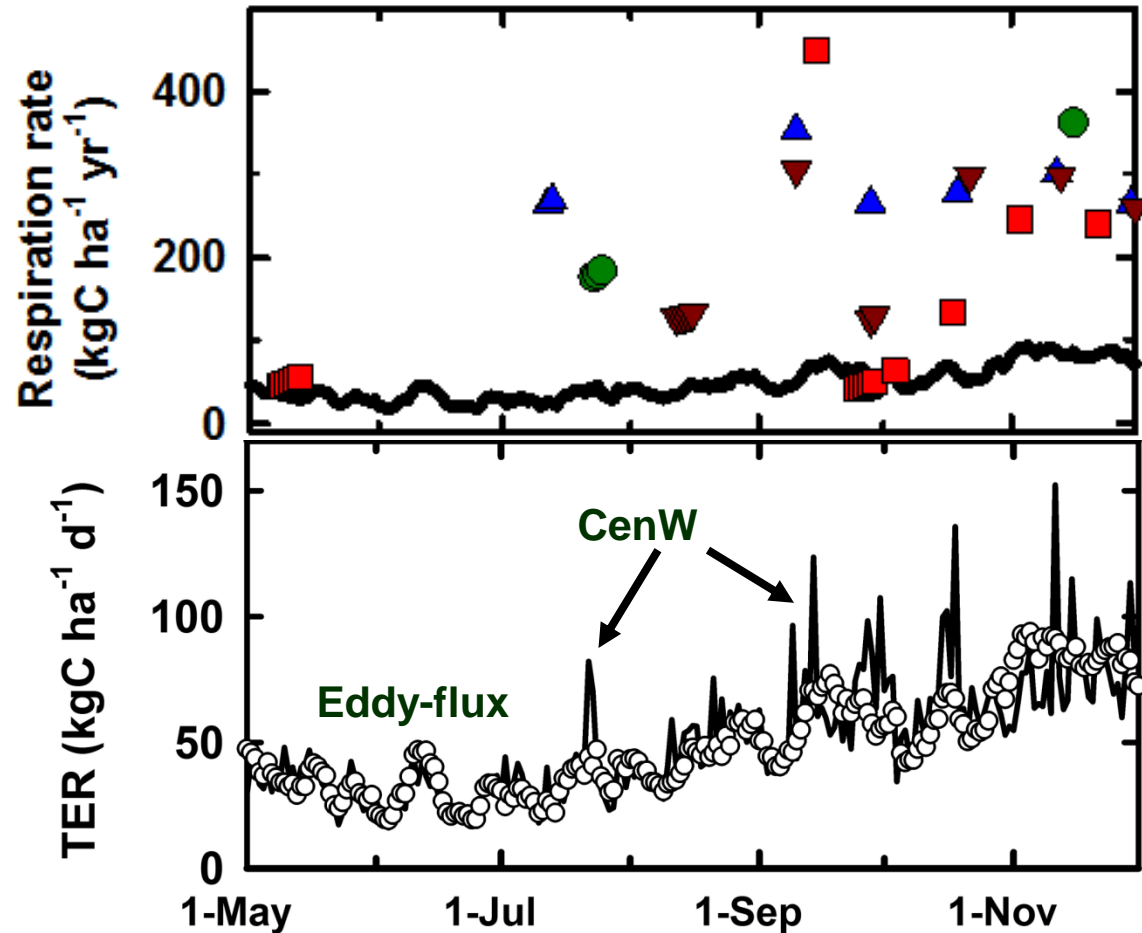 Respiration rate
(kgC ha⁻¹ yr⁻¹)
400
200
0
TER (kgC ha⁻¹ d⁻¹)
150
100
50
0
CenW
Eddy-flux
1-May 1-Jul 1-Sep 1-Nov